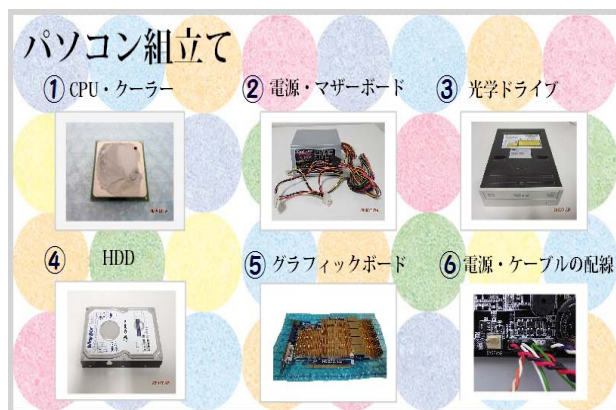 パソコン組立て
① CPU・クーラー
② 電源・マザーボード
③ 光学ドライブ
④ HDD
⑤ グラフィックボード
⑥ 電源・ケーブルの配線